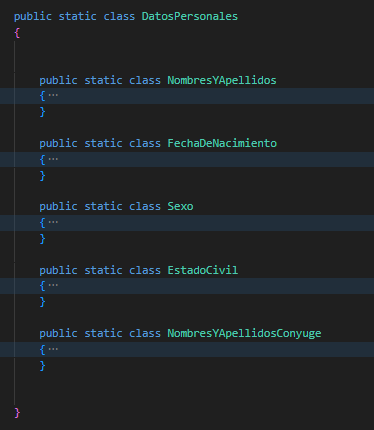 public static class DatosPersonales
{
public static class NombresYApellidos
{ ···
}
public static class FechaDeNacimiento
{ ···
}
public static class Sexo
{ ···
}
public static class EstadoCivil
{ ···
}
public static class NombresYApellidosConyuge
{ ···
}
}